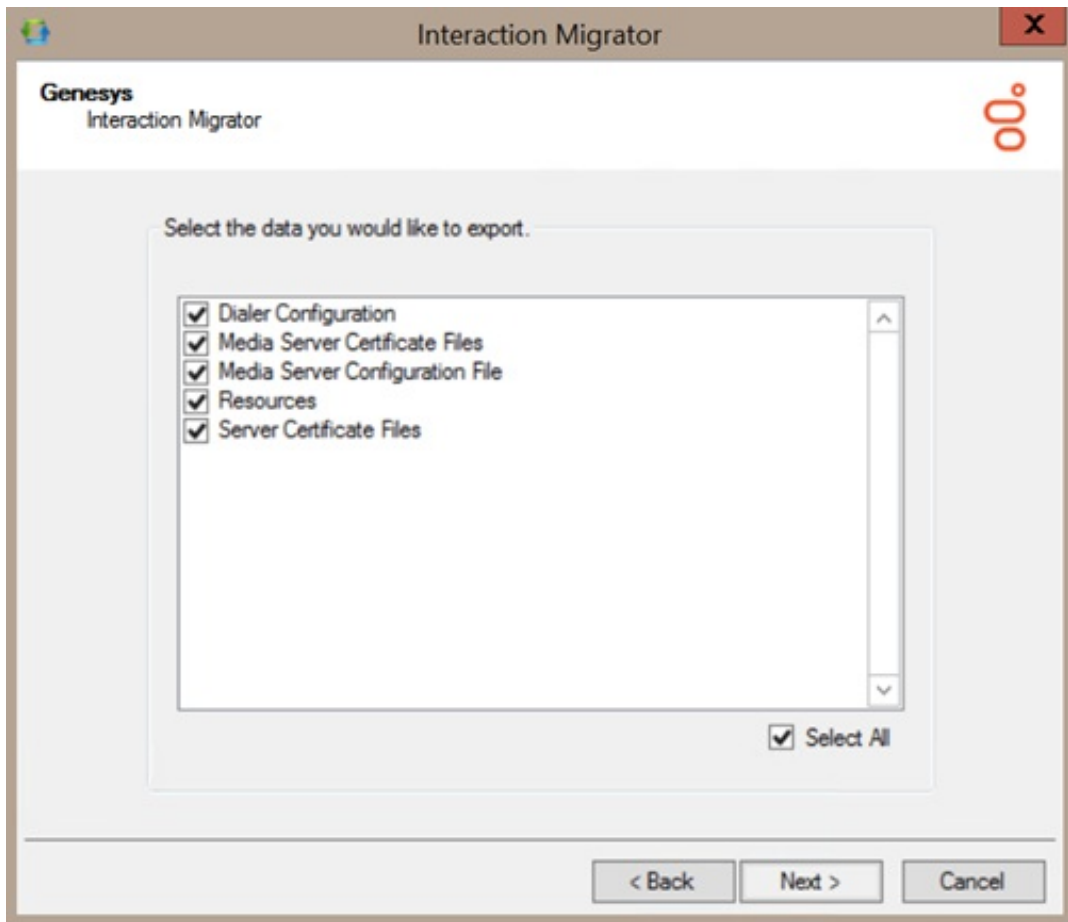 Interaction Migrator
X
Genesys
Interaction Migrator
Select the data you would like to export.
Dialer Configuration
Media Server Certificate Files
Media Server Configuration File
Resources
Server Certificate Files
Select All
< Back
Next >
Cancel